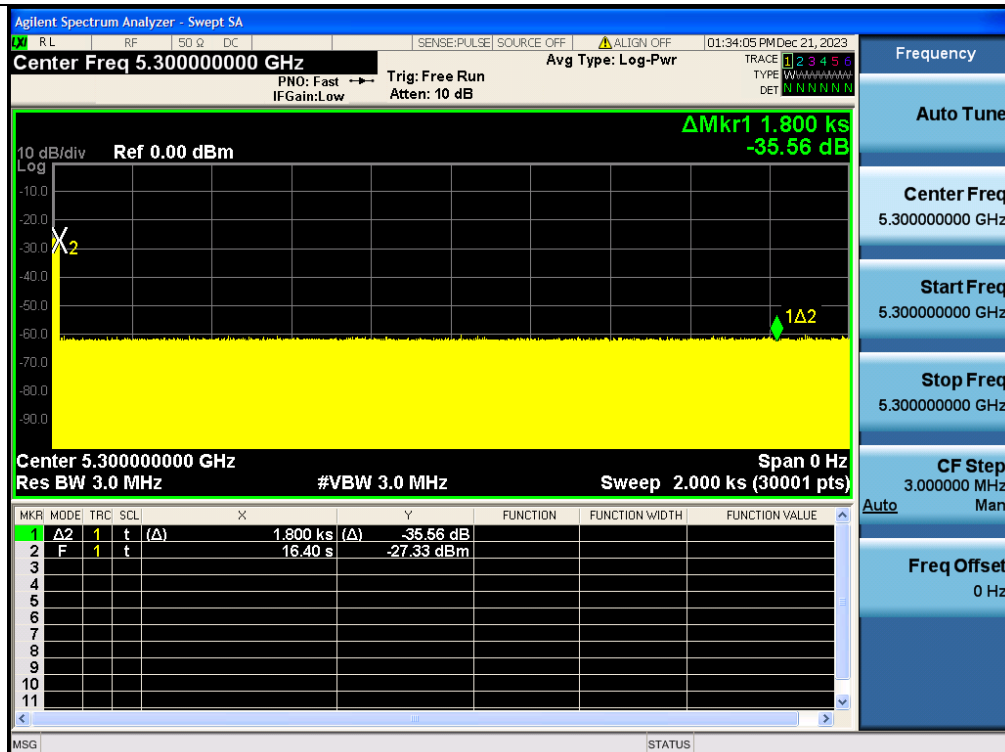 Agilent Spectrum Analyzer - Swept SA
LXI RL RF 50 Ω DC SENSE:PULSE SOURCE OFF ALIGN OFF 01:34:05 PM Dec 21, 2023
Center Freq 5.300000000 GHz
PNO: Fast
IFGain:Low
Trig: Free Run
Atten: 10 dB
Avg Type: Log-Pwr
TRACE 1 2 3 4 5 6
TYPE WWWWWW
DET N N N N N N
ΔMkr1 1.800 ks
-35.56 dB
10 dB/div Ref 0.00 dBm
Log
-10.0
-20.0
-30.0
-40.0
-50.0
-60.0
-70.0
-80.0
-90.0
X2
1Δ2
Center 5.300000000 GHz Span 0 Hz
Res BW 3.0 MHz #VBW 3.0 MHz Sweep 2.000 ks (30001 pts)
MKR MODE TRC SCL X Y FUNCTION FUNCTION WIDTH FUNCTION VALUE
1 Δ2 1 t (Δ) 1.800 ks (Δ) -35.56 dB
2 F 1 t 16.40 s -27.33 dBm
3
4
5
6
7
8
9
10
11
MSG STATUS
Frequency
Auto Tune
Center Freq
5.300000000 GHz
Start Freq
5.300000000 GHz
Stop Freq
5.300000000 GHz
CF Step
3.000000 MHz
Auto Man
Freq Offset
0 Hz